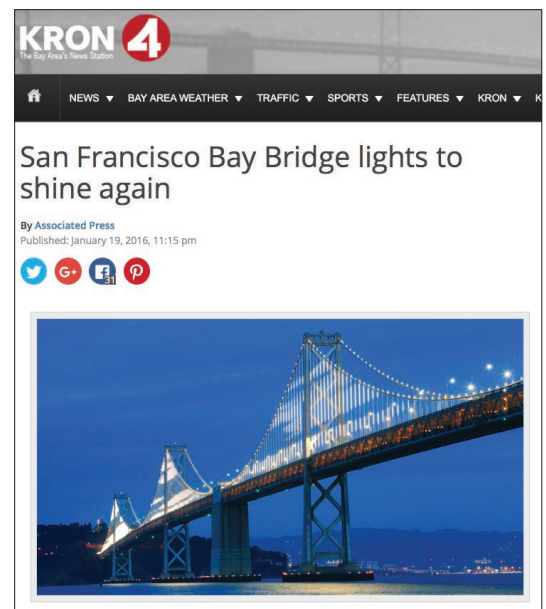 KRON 4
The Bay Area's News Station
NEWS ▼ BAY AREA WEATHER ▼ TRAFFIC ▼ SPORTS ▼ FEATURES ▼ KRON ▼ K
San Francisco Bay Bridge lights to
shine again
By Associated Press
Published: January 19, 2016, 11:15 pm
G+ 31